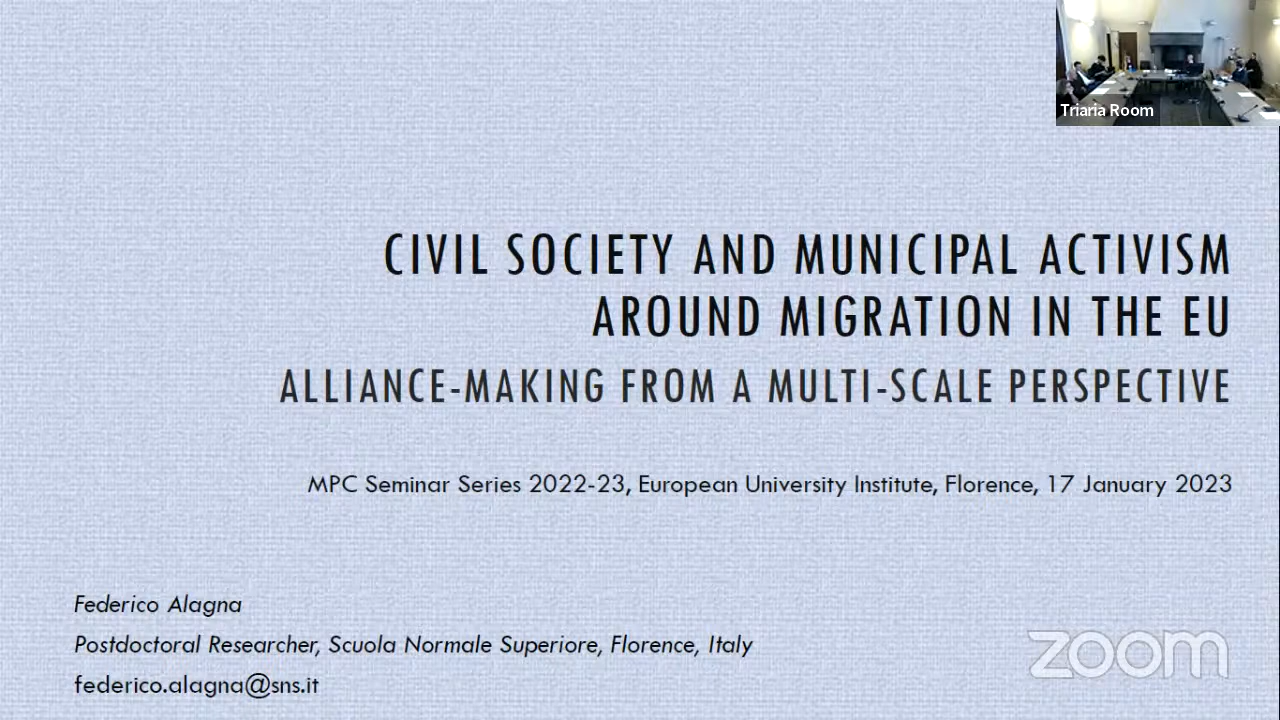 Triaria Room
CIVIL SOCIETY AND MUNICIPAL ACTIVISM
AROUND MIGRATION IN THE EU
ALLIANCE-MAKING FROM A MULTI-SCALE PERSPECTIVE
MPC Seminar Series 2022-23, European University Institute, Florence, 17 January 2023
Federico Alagna
Postdoctoral Researcher, Scuola Normale Superiore, Florence, Italy
federico.alagna@sns.it
zoom